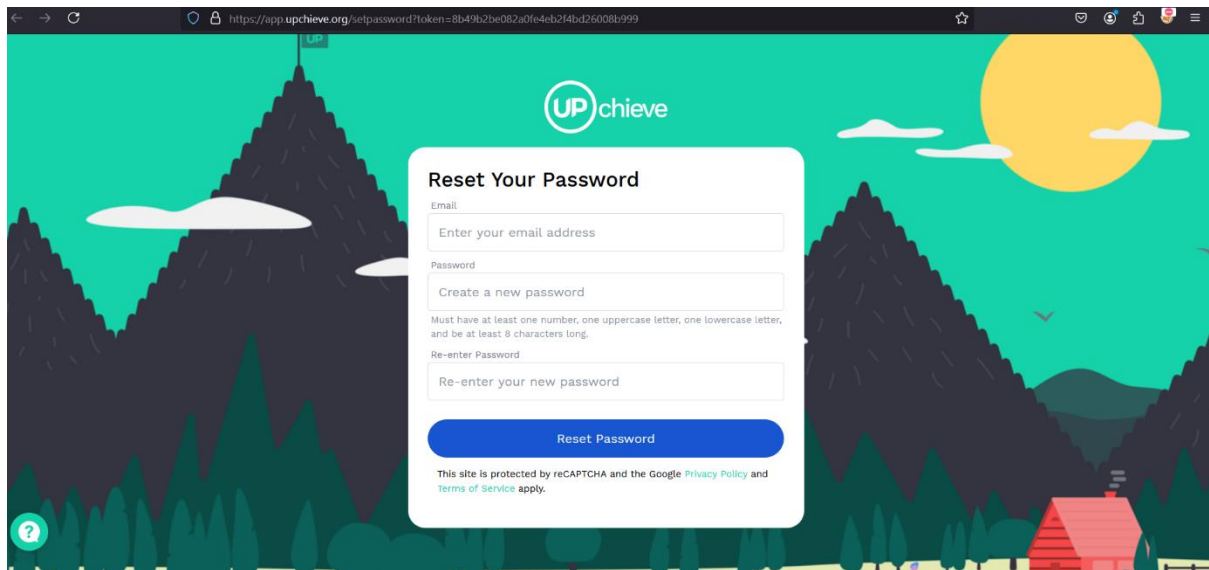 https://app.upchieve.org/setpassword?token=8b49b2be082a0fe4eb2f4bd26008b999
UP
UPchieve
Reset Your Password
Email
Enter your email address
Password
Create a new password
Must have at least one number, one uppercase letter, one lowercase letter,
and be at least 8 characters long.
Re-enter Password
Re-enter your new password
Reset Password
This site is protected by reCAPTCHA and the Google Privacy Policy and
Terms of Service apply.
?